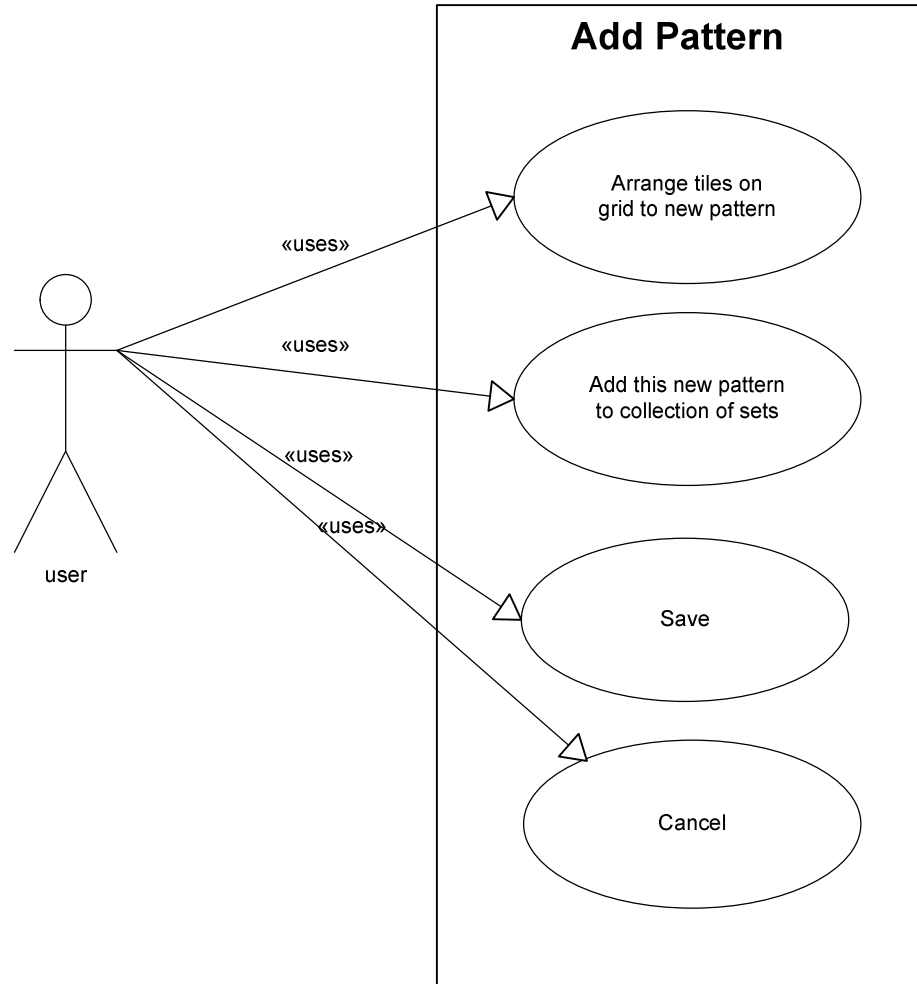 Add Pattern
Arrange tiles on
grid to new pattern
«uses»
«uses»
Add this new pattern
to collection of sets
«uses»
«uses»
user
Save
Cancel